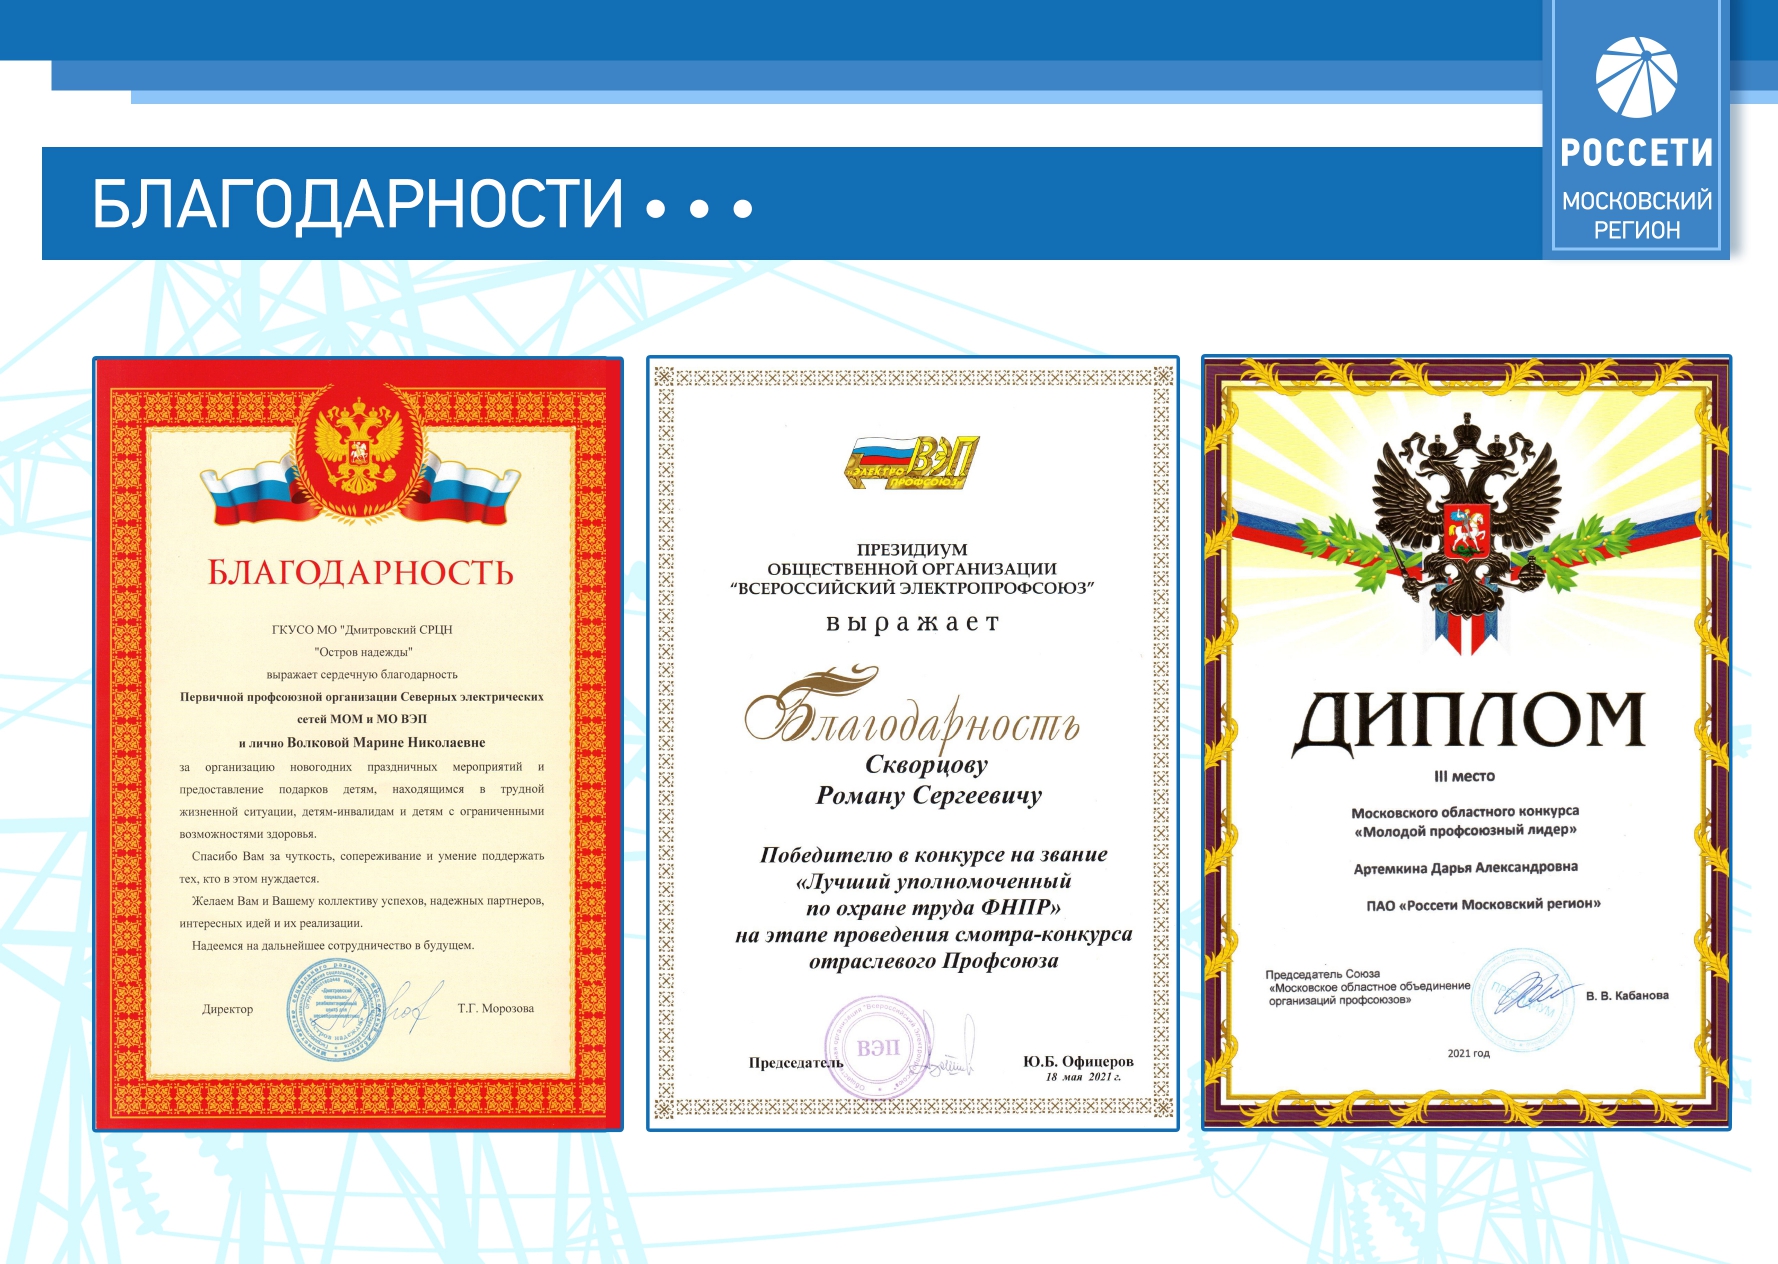 БЛАГОДАРНОСТИ • • •
РОССЕТИ
МОСКОВСКИЙ
РЕГИОН
БЛАГОДАРНОСТЬ
ГКУСО МО "Дмитровский СРЦН
"Остров надежды"
выражает сердечную благодарность
Первичной профсоюзной организации Северных электрических
сетей МОМ и МО ВЭП
и лично Волковой Марине Николаевне
за организацию новогодних праздничных мероприятий и
предоставление подарков детям, находящимся в трудной
жизненной ситуации, детям-инвалидам и детям с ограниченными
возможностями здоровья.
Спасибо Вам за чуткость, сопереживание и умение поддержать
тех, кто в этом нуждается.
Желаем Вам и Вашему коллективу успехов, надежных партнеров,
интересных идей и их реализации.
Надеемся на дальнейшее сотрудничество в будущем.
Директор
Т.Г. Морозова
ВЭП
ЭЛЕКТРО
ПРОФСОЮЗ
ПРЕЗИДИУМ
ОБЩЕСТВЕННОЙ ОРГАНИЗАЦИИ
“ВСЕРОССИЙСКИЙ ЭЛЕКТРОПРОФСОЮЗ”
выражает
Благодарность
Скворцову
Роману Сергеевичу
Победителю в конкурсе на звание
«Лучший уполномоченный
по охране труда ФНПР»
на этапе проведения смотра-конкурса
отраслевого Профсоюза
ВЭП
Председатель
Ю.Б. Офицеров
18 мая 2021 г.
ДИПЛОМ
III место
Московского областного конкурса
«Молодой профсоюзный лидер»
Артемкина Дарья Александровна
ПАО «Россети Московский регион»
Председатель Союза
«Московское областное объединение
организаций профсоюзов»
В. В. Кабанова
2021 год